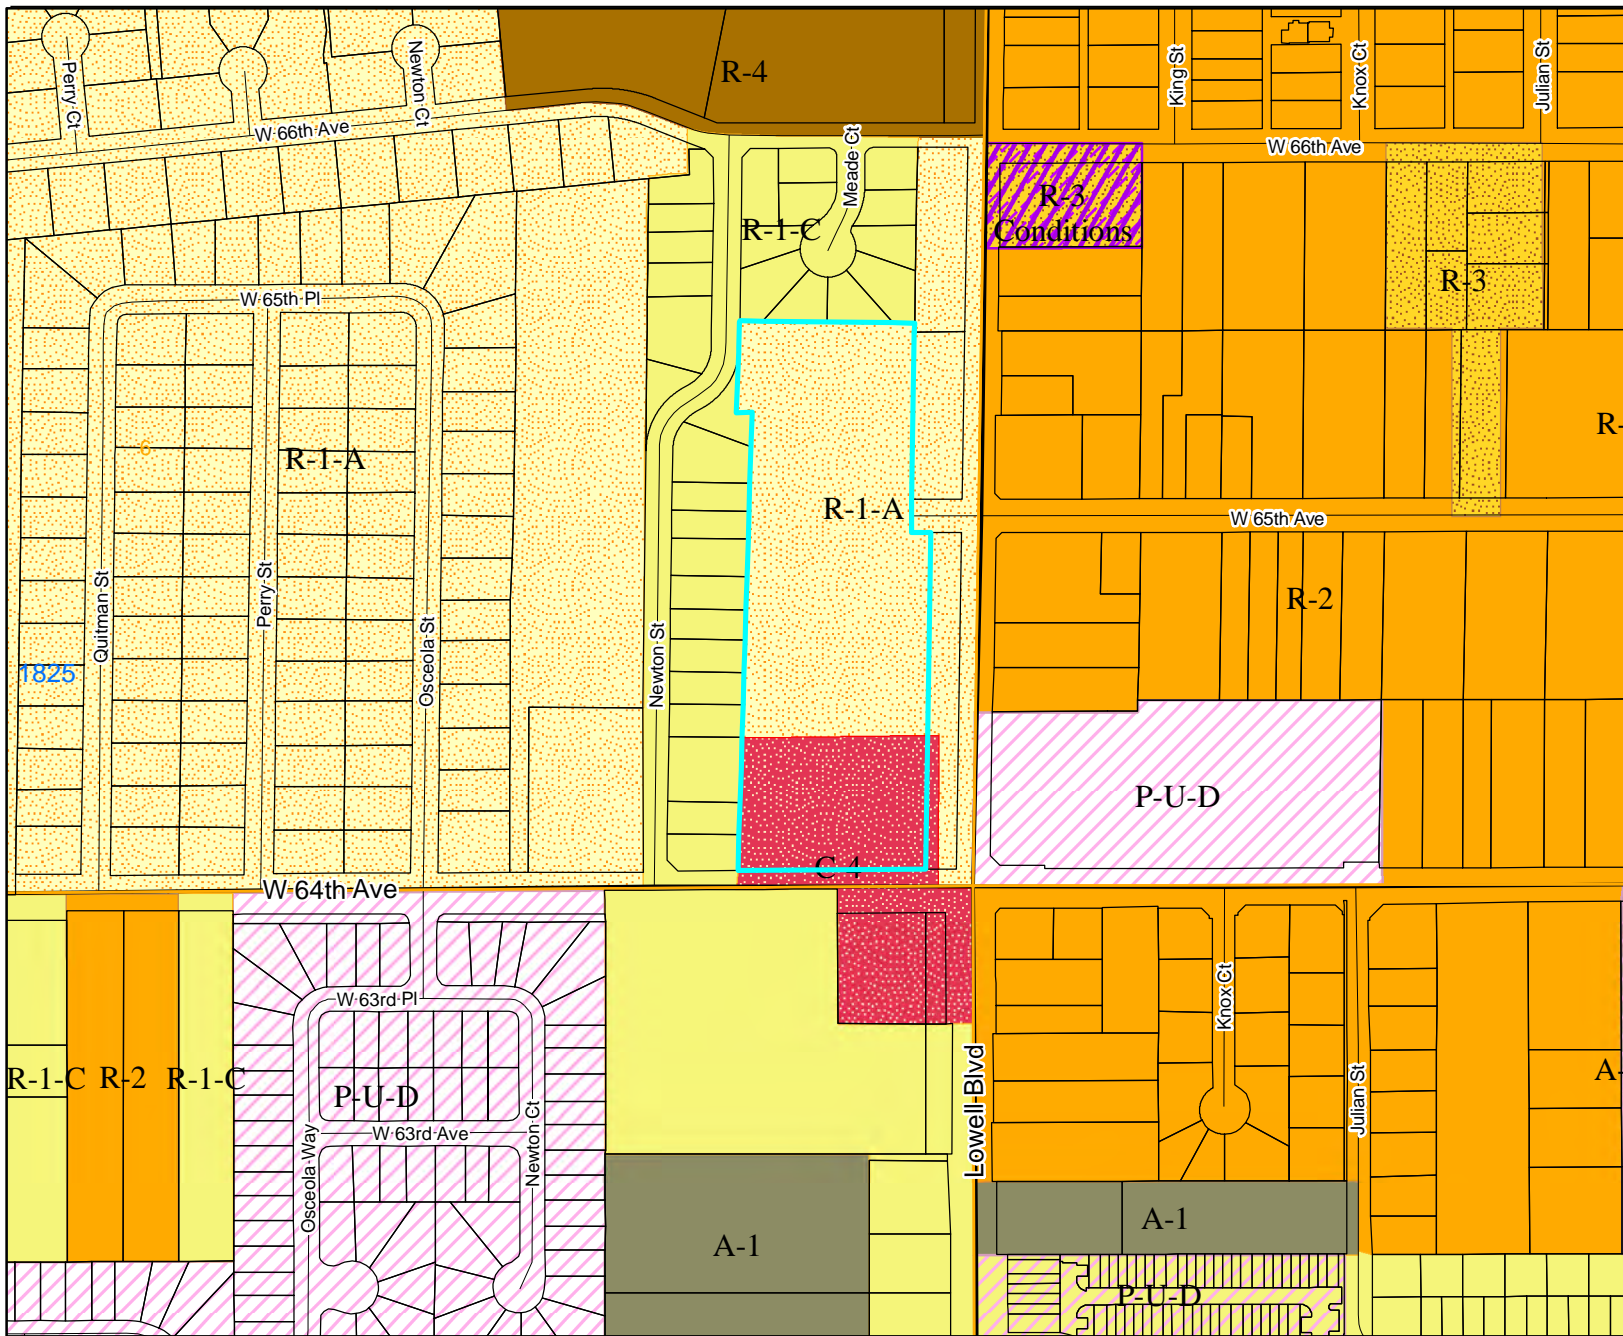 Perry Ct
Newton Ct
R-4
King St
Knox Ct
Julian St
W 66th Ave
W 66th Ave
Meade Ct
R-3
Conditions
R-1-C
R-3
W 65th Pl
R-
6
R-1-A
R-1-A
W 65th Ave
Quitman St
Perry St
Osceola St
Newton St
R-2
1825
P-U-D
C-4
W 64th Ave
W 63rd Pl
Knox Ct
R-1-C
R-2
R-1-C
P-U-D
Lowell Blvd
Julian St
A-
W 63rd Ave
Osceola Way
Newton Ct
A-1
A-1
P-U-D